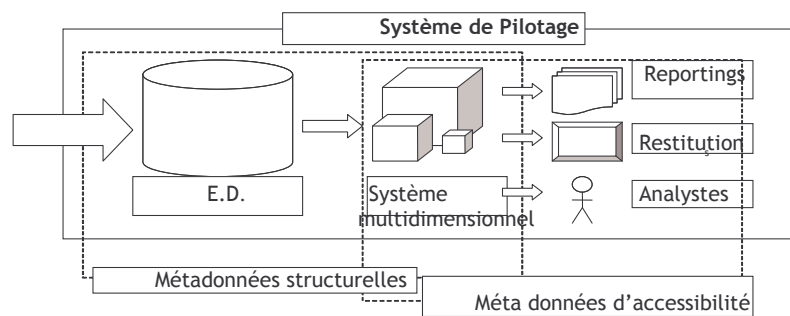 Système de Pilotage
Reportings
Restitution
E.D.
Système
multidimensionnel
Analystes
Métadonnées structurelles
Méta données d'accessibilité